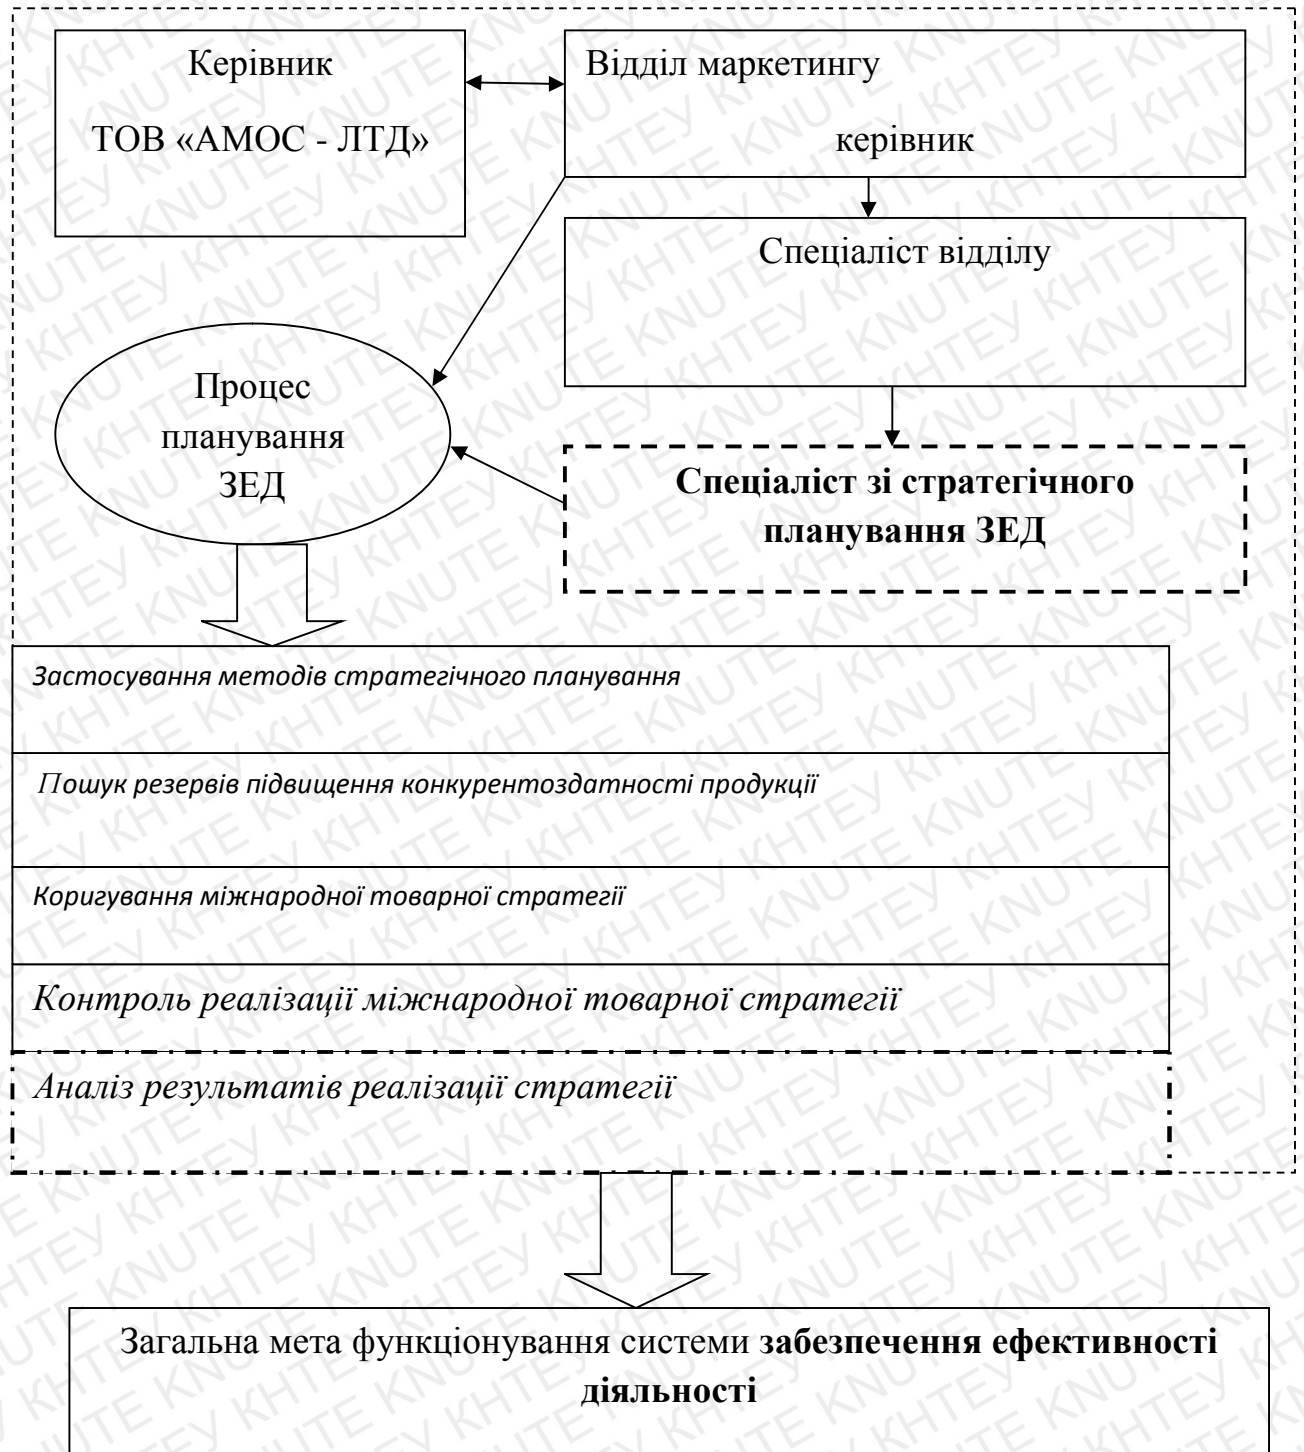 Керівник
ТОВ «АМОС - ЛТД»
Відділ маркетингу
керівник
Спеціаліст відділу
Процес
планування
ЗЕД
Спеціаліст зі стратегічного
планування ЗЕД
Застосування методів стратегічного планування
Пошук резервів підвищення конкурентоздатності продукції
Коригування міжнародної товарної стратегії
Контроль реалізації міжнародної товарної стратегії
Аналіз результатів реалізації стратегії
Загальна мета функціонування системи забезпечення ефективності
діяльності